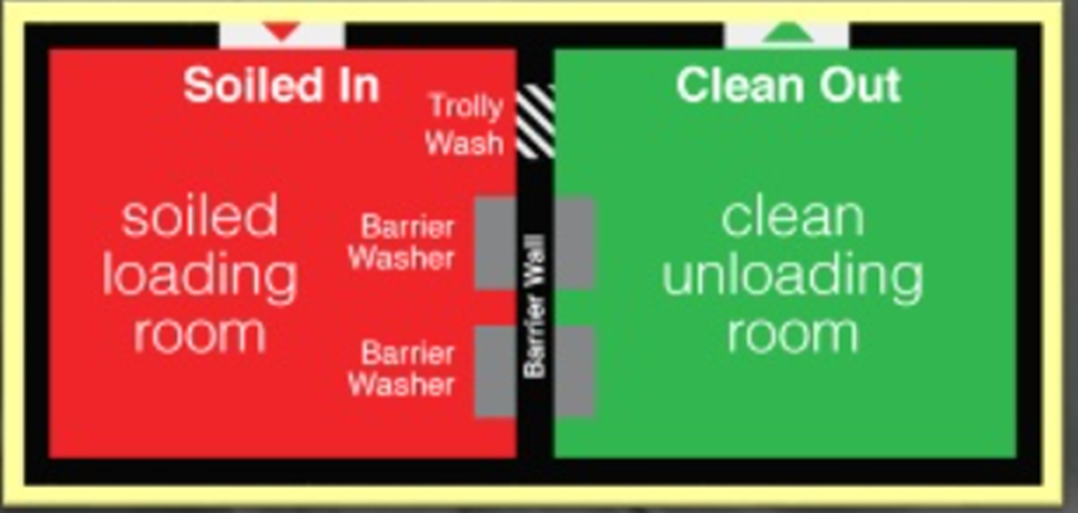 Soiled In
Trolly
Wash
soiled
loading
room
Barrier
Washer
Barrier
Washer
Barrier Wall
Clean Out
clean
unloading
room